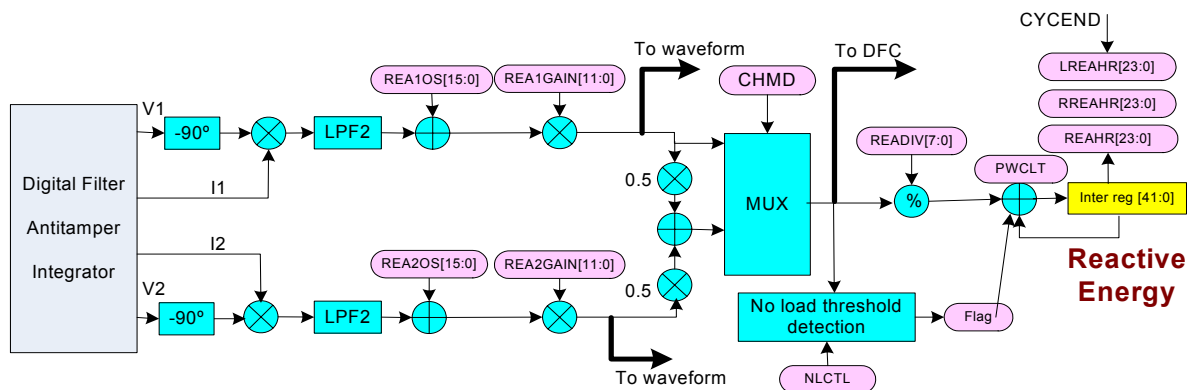 CYCEND
To waveform
To DFC
LREAHR[23:0]
REA1OS[15:0]
REA1GAIN[11:0]
CHMD
RREAHR[23:0]
V1
-90º
LPF2
READIV[7:0]
REAHR[23:0]
PWCLT
I1
0.5
Digital Filter
Antitamper
Integrator
MUX
%
Inter reg [41:0]
I2
REA2OS[15:0]
REA2GAIN[11:0]
Reactive
Energy
V2
0.5
-90º
LPF2
No load threshold
detection
Flag
To waveform
NLCTL